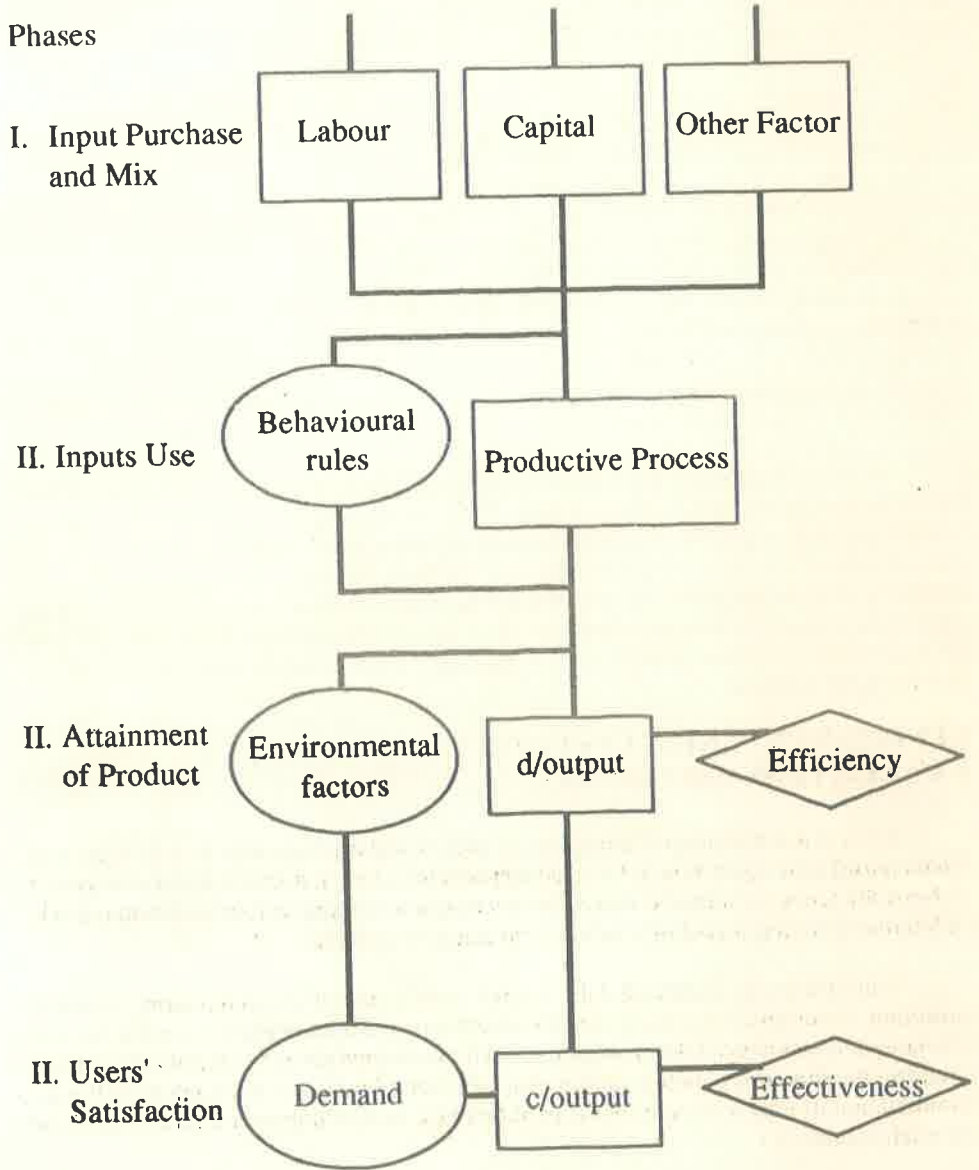 Phases
I. Input Purchase
and Mix
Labour
Capital
Other Factor
II. Inputs Use
Behavioural
rules
Productive Process
II. Attainment
of Product
Environmental
factors
d/output
Efficiency
II. Users'
Satisfaction
Demand
c/output
Effectiveness